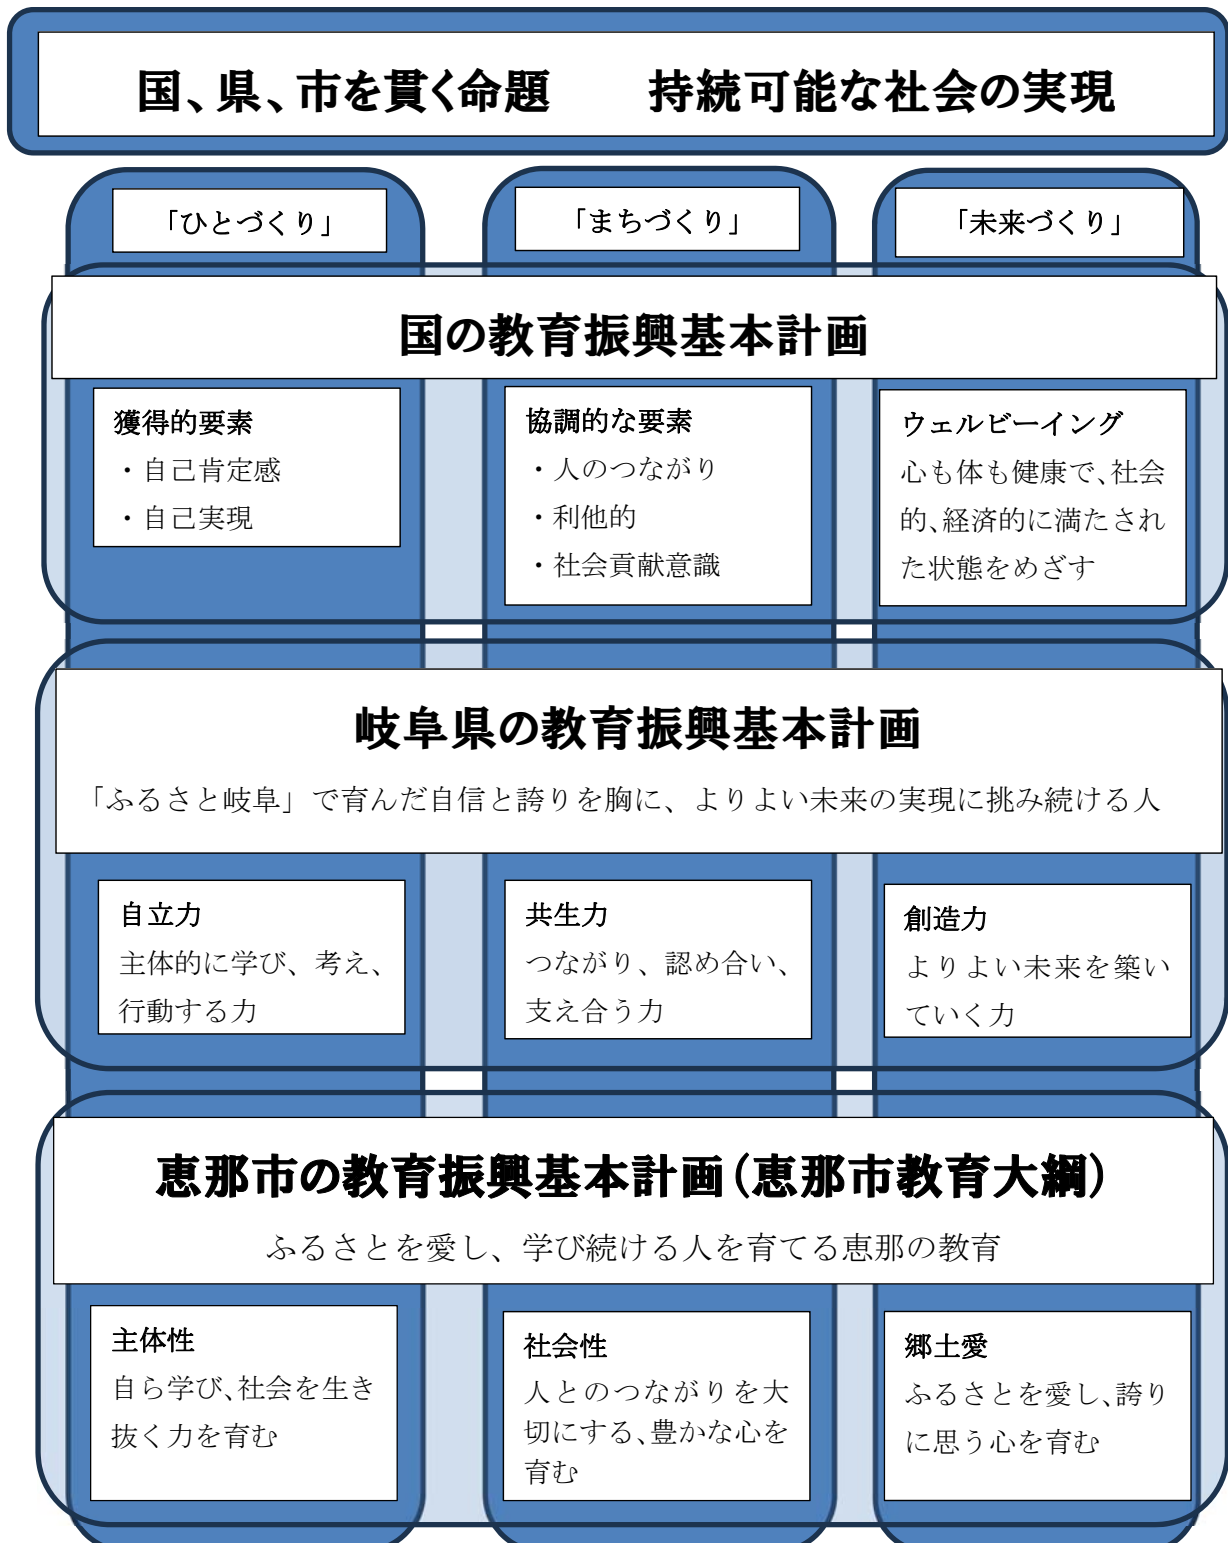 国、県、市を貫く命題　　持続可能な社会の実現
「ひとづくり」
「まちづくり」
「未来づくり」
国の教育振興基本計画
獲得的要素
・自己肯定感
・自己実現
協調的な要素
・人のつながり
・利他的
・社会貢献意識
ウェルビーイング
心も体も健康で、社会
的、経済的に満たされ
た状態をめざす
岐阜県の教育振興基本計画
「ふるさと岐阜」で育んだ自信と誇りを胸に、よりよい未来の実現に挑み続ける人
自立力
主体的に学び、考え、
行動する力
共生力
つながり、認め合い、
支え合う力
創造力
よりよい未来を築い
ていく力
恵那市の教育振興基本計画（恵那市教育大綱）
ふるさとを愛し、学び続ける人を育てる恵那の教育
主体性
自ら学び、社会を生き
抜く力を育む
社会性
人とのつながりを大
切にする、豊かな心を
育む
郷土愛
ふるさとを愛し、誇り
に思う心を育む